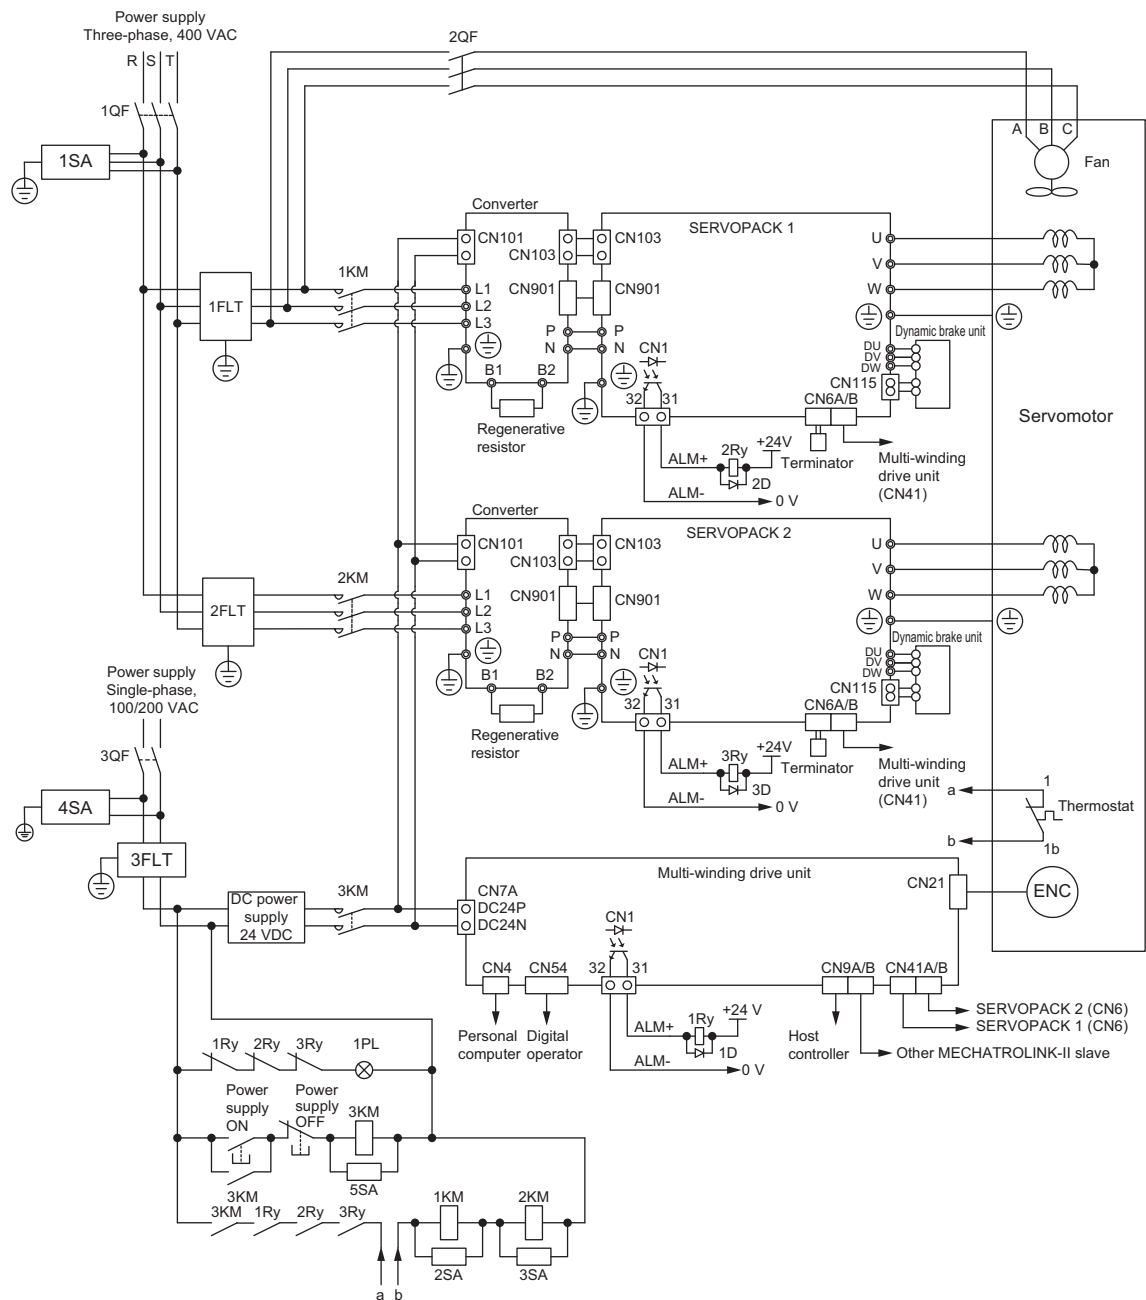 Power supply
Three-phase, 400 VAC
R S T
2QF
1QF
1SA
A B C
Fan
Converter
CN101
CN103
CN103
CN103
SERVOPACK 1
U
V
W
1KM
1FLT
L1
L2
L3
CN901
CN901
P
N
P
N
CN1
B1 B2
32 31
Regenerative
resistor
Dynamic brake unit
DU
DV
DW
CN115
CN6A/B
Servomotor
ALM+
2Ry
+24V
2D
ALM-
0 V
Terminator
Multi-winding
drive unit
(CN41)
Converter
CN101
CN103
CN103
SERVOPACK 2
U
V
W
2KM
2FLT
L1
L2
L3
CN901
CN901
P
N
P
N
CN1
B1 B2
32 31
Regenerative
resistor
Dynamic brake unit
DU
DV
DW
CN115
CN6A/B
ALM+
3Ry
+24V
3D
ALM-
0 V
Terminator
Multi-winding
drive unit
(CN41)
Power supply
Single-phase,
100/200 VAC
3QF
4SA
3FLT
a
1
Thermostat
b
1b
Multi-winding drive unit
CN21
ENC
DC power
supply
24 VDC
3KM
CN7A
DC24P
DC24N
CN1
CN4
CN54
32 31
CN9A/B
CN41A/B
Personal
computer
Digital
operator
ALM+
1Ry
+24 V
1D
ALM-
0 V
Host
controller
SERVOPACK 2 (CN6)
SERVOPACK 1 (CN6)
Other MECHATROLINK-II slave
1Ry 2Ry 3Ry 1PL
Power
supply
ON
Power
supply
OFF
3KM
5SA
3KM
3KM 1Ry 2Ry 3Ry
1KM
2KM
2SA
3SA
a b